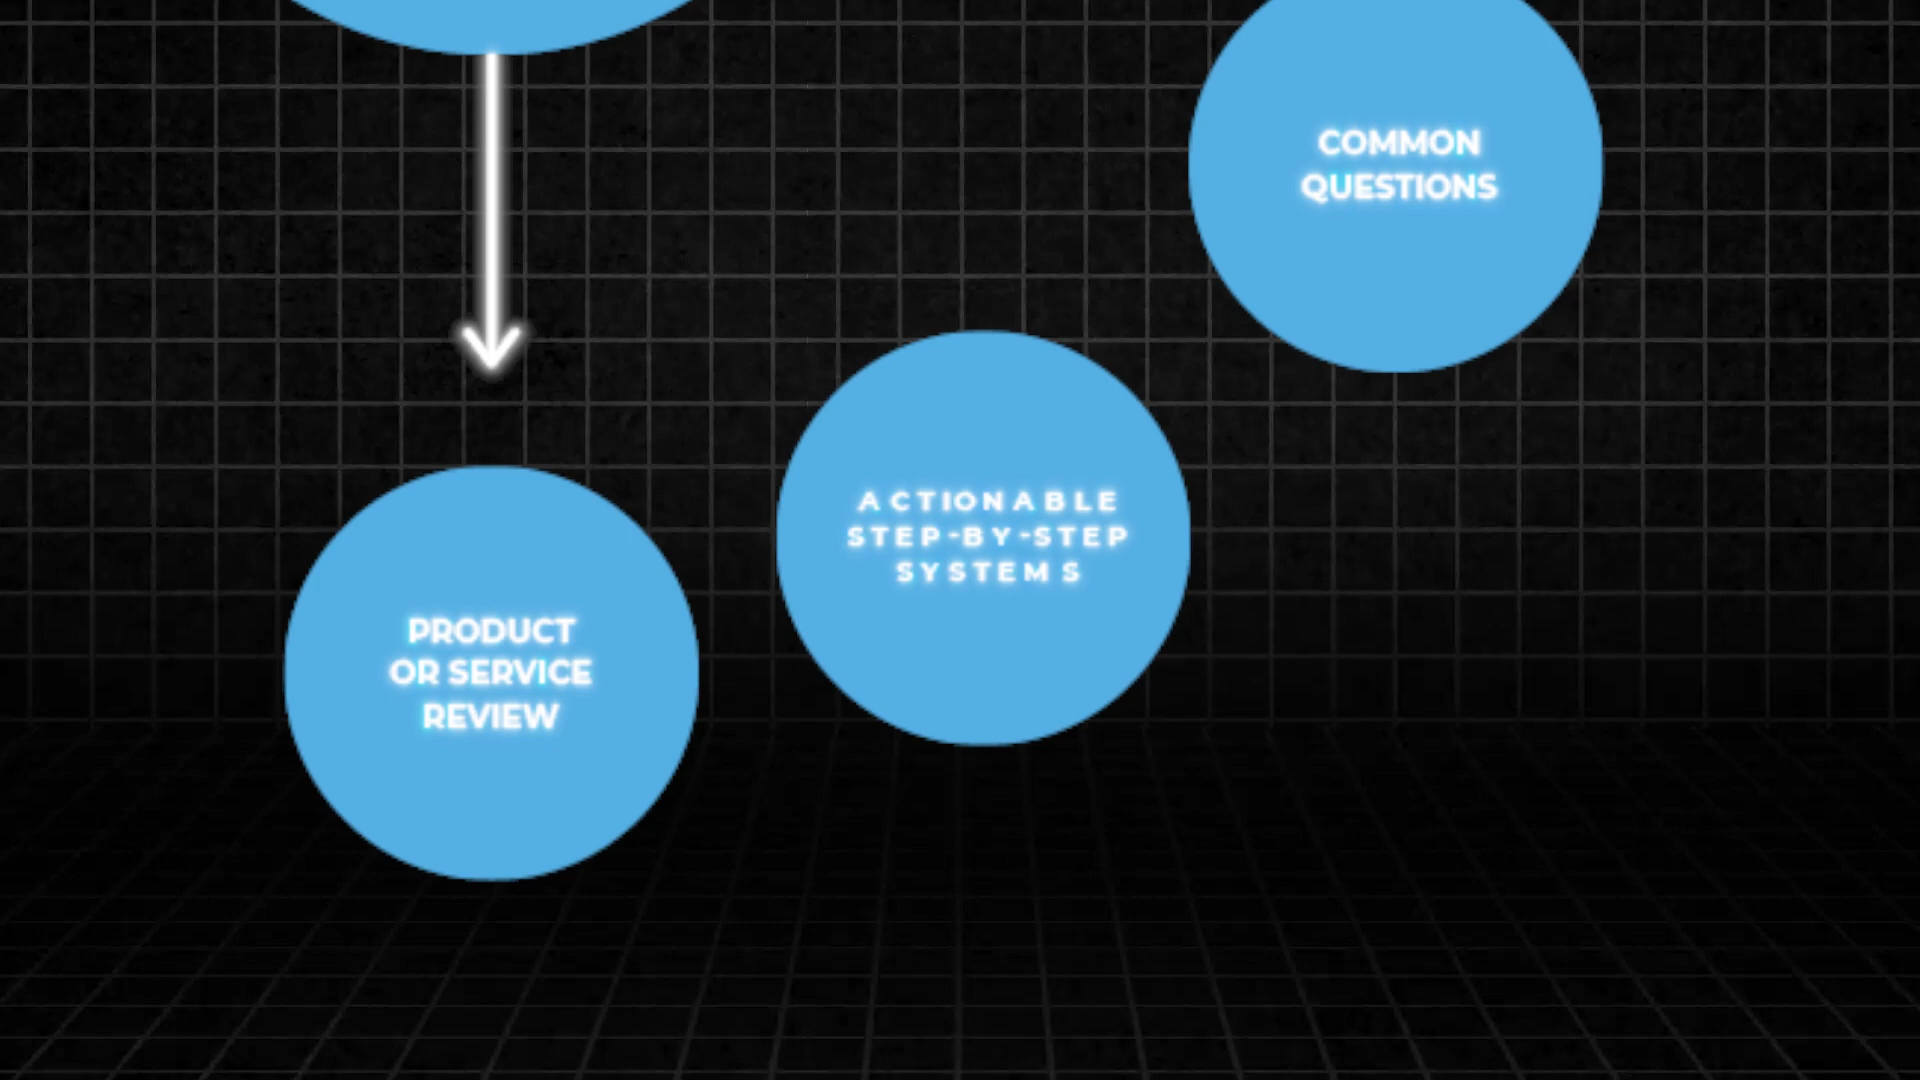 COMMON
QUESTIONS
ACTIONABLE
STEP-BY-STEP
SYSTEMS
PRODUCT
OR SERVICE
REVIEW